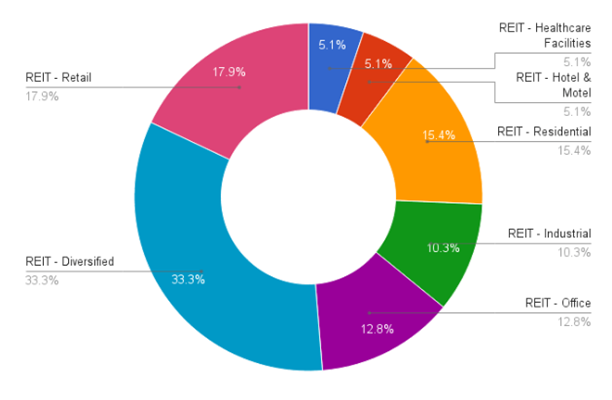 REIT - Healthcare
Facilities
5.1%
REIT - Hotel &
Motel
5.1%
REIT - Residential
15.4%
REIT - Industrial
10.3%
REIT - Office
12.8%
REIT - Diversified
33.3%
REIT - Retail
17.9%
5.1%
5.1%
15.4%
10.3%
12.8%
33.3%
17.9%